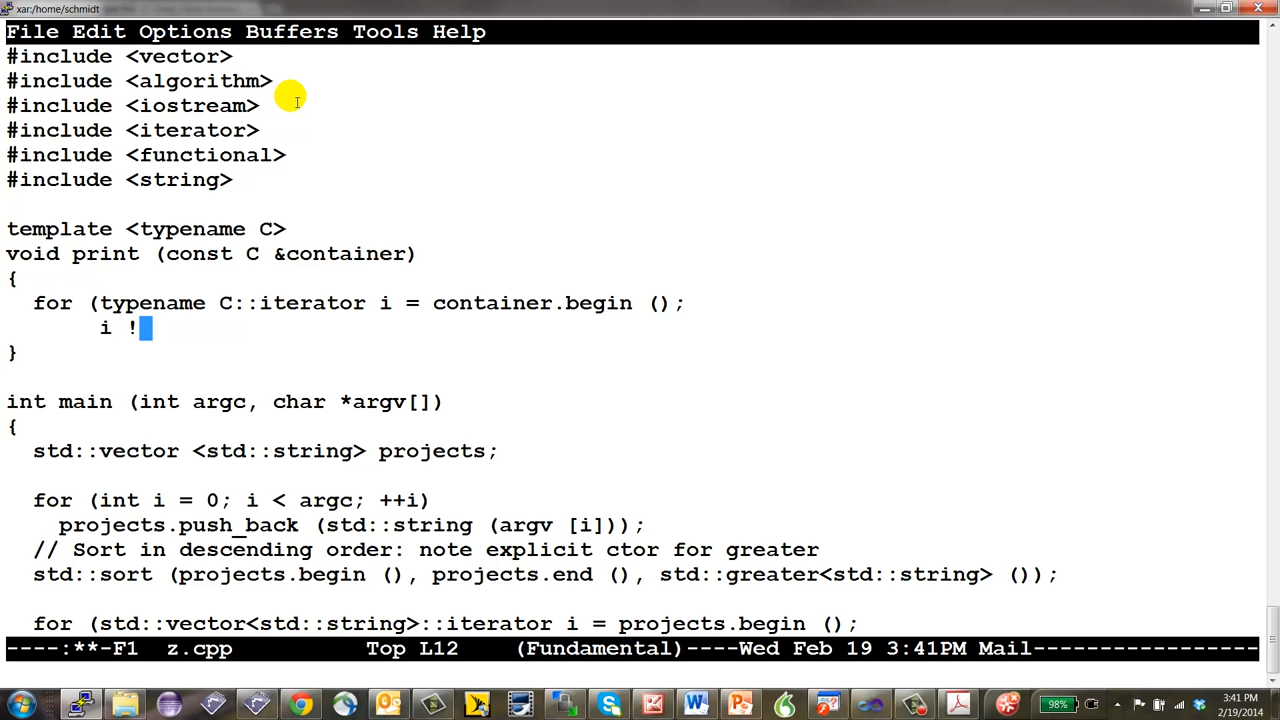 xar:/home/schmidt
File Edit Options Buffers Tools Help
#include <vector>
#include <algorithm>
#include <iostream>
#include <iterator>
#include <functional>
#include <string>
template <typename C>
void print (const C &container)
{
for (typename C::iterator i = container.begin ();
i !
}
int main (int argc, char *argv[])
{
std::vector <std::string> projects;
for (int i = 0; i < argc; ++i)
projects.push_back (std::string (argv [i]));
// Sort in descending order: note explicit ctor for greater
std::sort (projects.begin (), projects.end (), std::greater<std::string> ());
for (std::vector<std::string>::iterator i = projects.begin ();
----:**-F1 z.cpp Top L12 (Fundamental)----Wed Feb 19 3:41PM Mail-----------------
98%
3:41 PM
2/19/2014